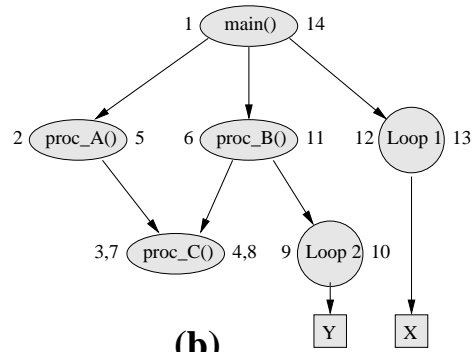 1 main() 14
2 proc_A() 5 6 proc_B() 11 12 Loop 1 13
3,7 proc_C() 4,8 9 Loop 2 10
Y X
(b)